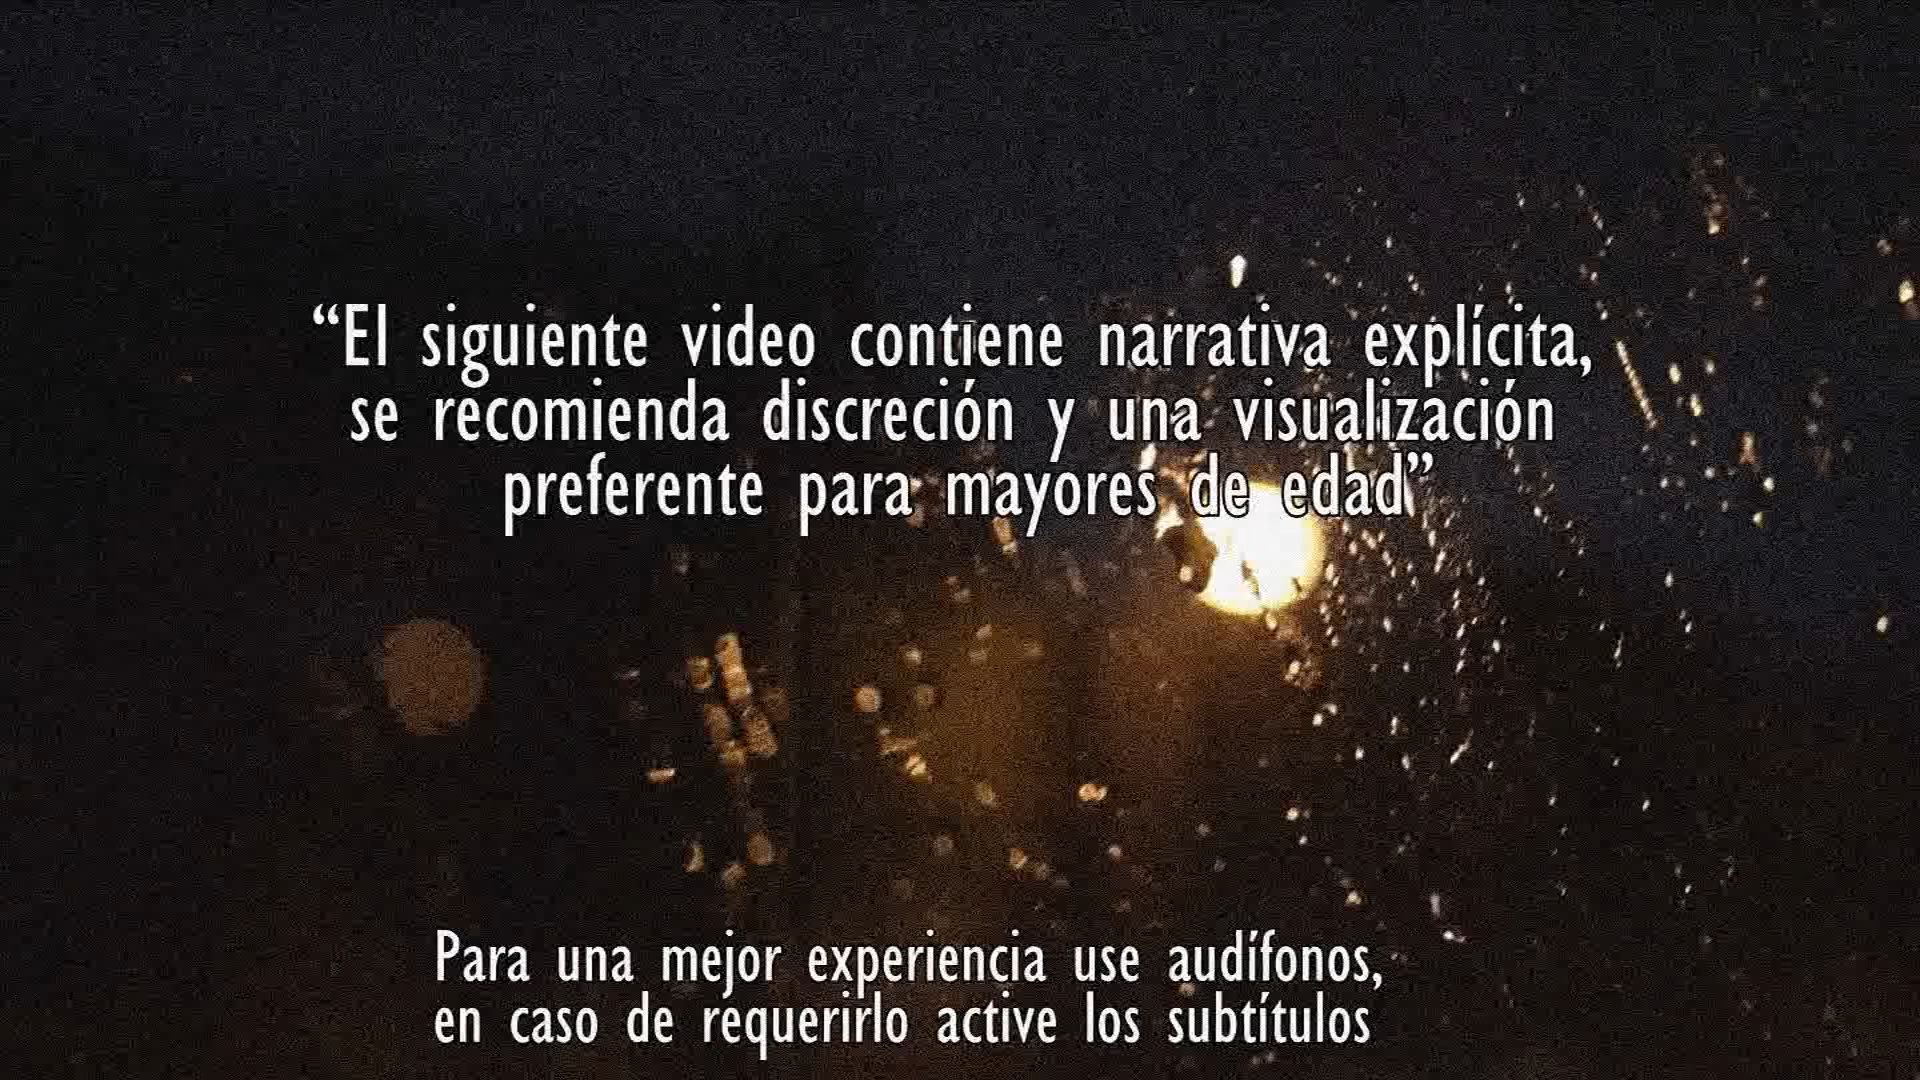 “El siguiente video contiene narrativa explícita,
se recomienda discreción y una visualización
preferente para mayores de edad”
Para una mejor experiencia use audífonos,
en caso de requerirlo active los subtítulos